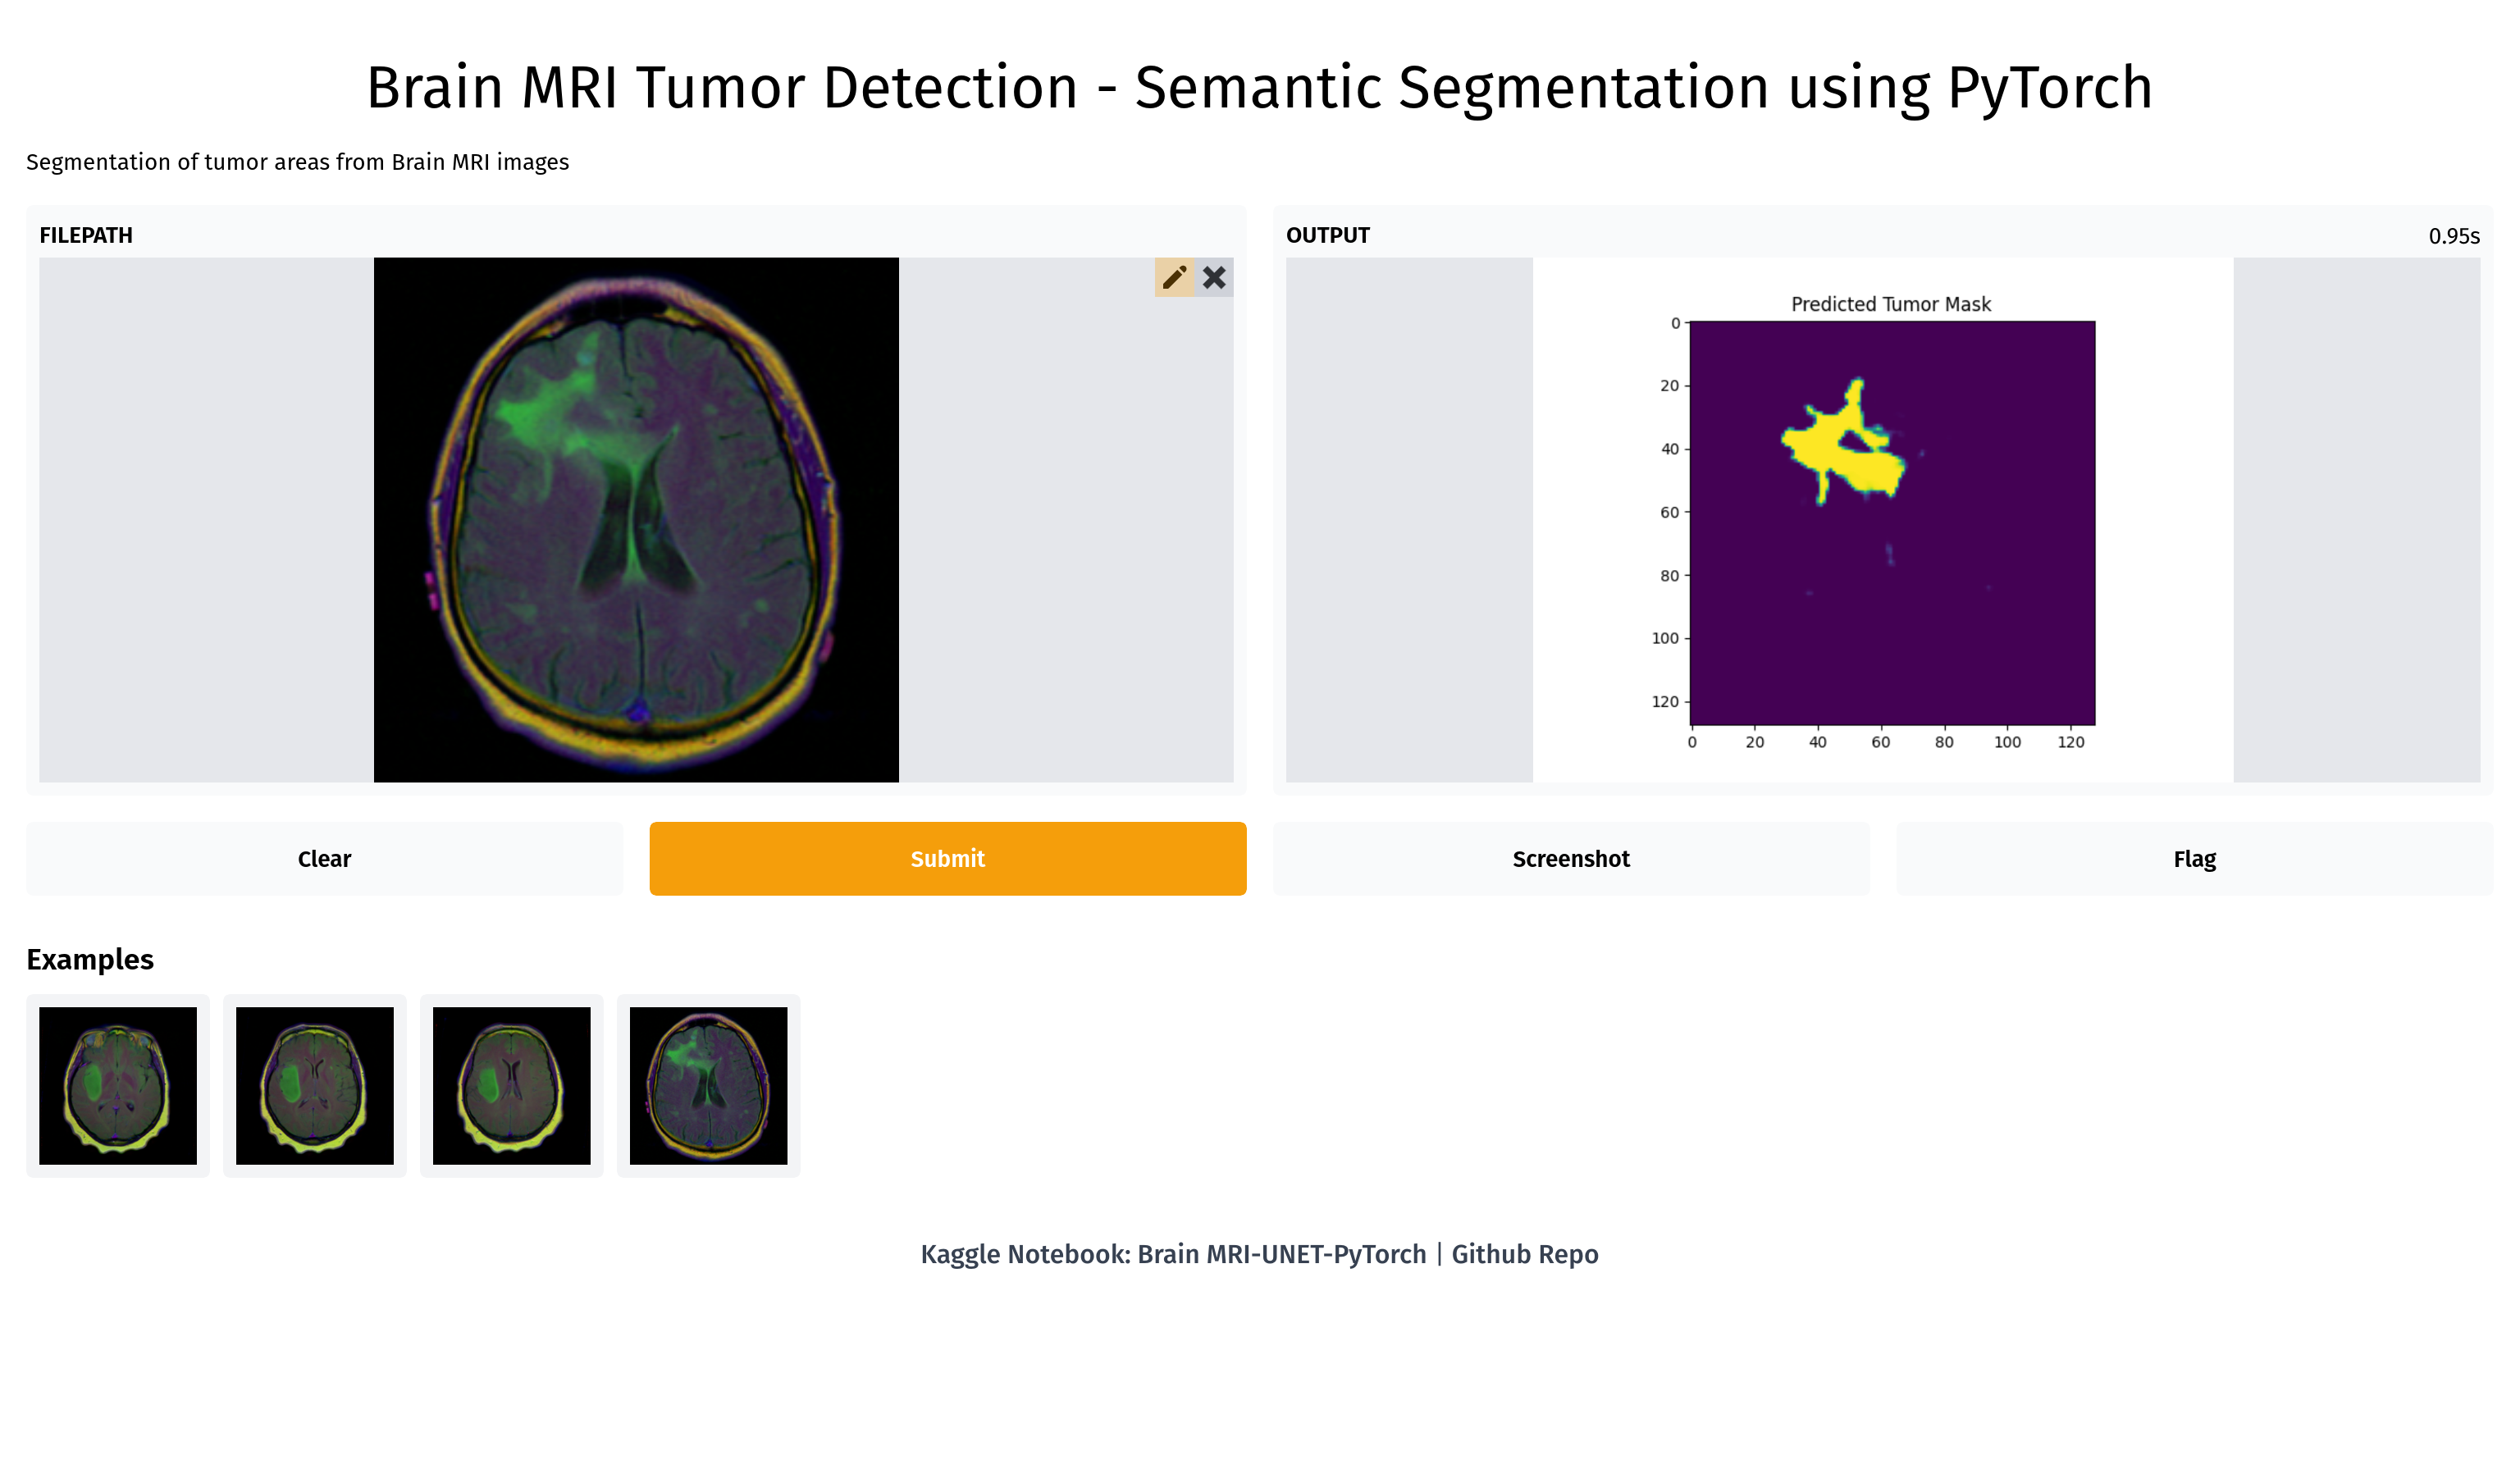 Brain MRI Tumor Detection - Semantic Segmentation using PyTorch
Segmentation of tumor areas from Brain MRI images
FILEPATH
OUTPUT
0.95s
Predicted Tumor Mask
0
20
40
60
80
100
120
0 20 40 60 80 100 120
Clear
Submit
Screenshot
Flag
Examples
Kaggle Notebook: Brain MRI-UNET-PyTorch | Github Repo